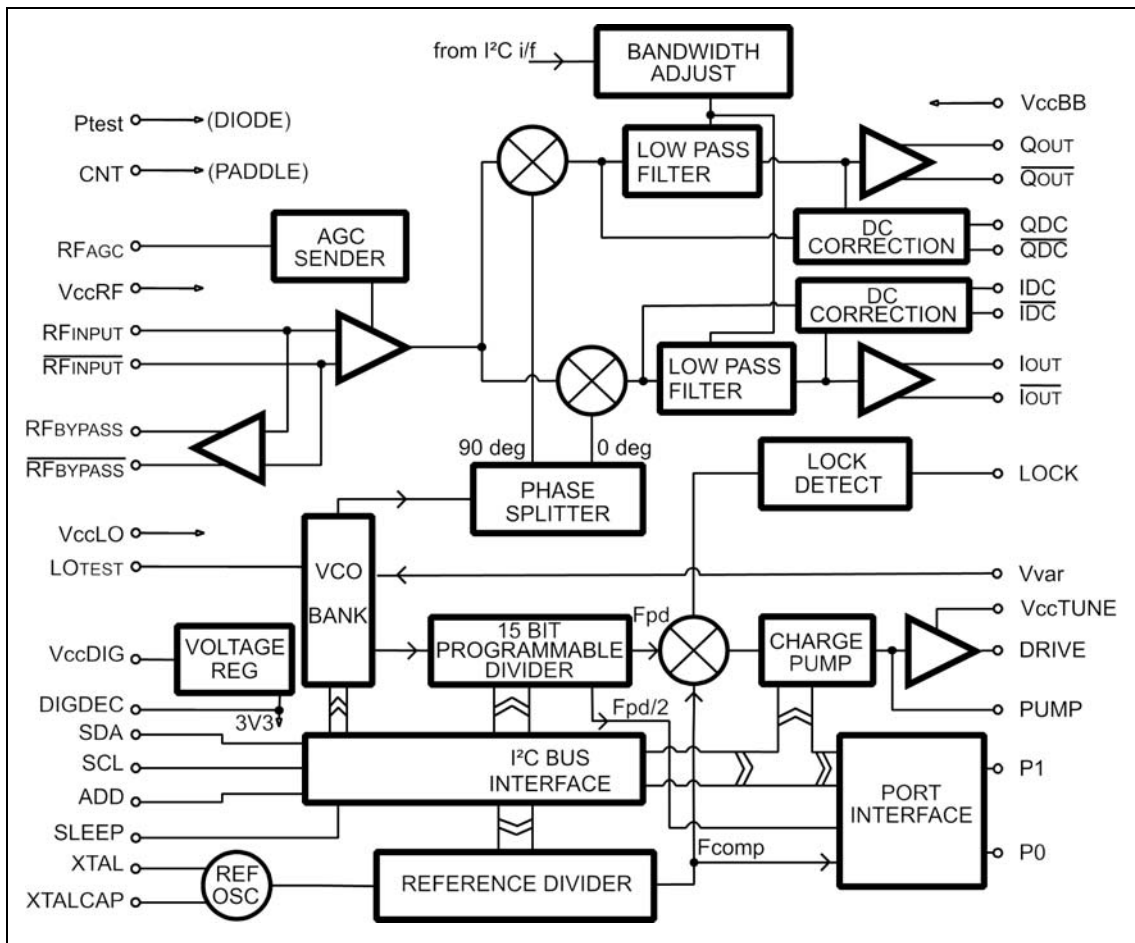 from I²C i/f
BANDWIDTH
ADJUST
Ptest
(DIODE)
VccBB
CNT
(PADDLE)
LOW PASS
FILTER
QOUT
QOUT
RFAGC
AGC
SENDER
DC
CORRECTION
QDC
QDC
VccRF
DC
CORRECTION
IDC
IDC
RFINPUT
RFINPUT
LOW PASS
FILTER
IOUT
IOUT
RFBYPASS
RFBYPASS
90 deg
0 deg
PHASE
SPLITTER
LOCK
DETECT
LOCK
VccLO
LOTEST
VCO
BANK
Vvar
VccDIG
VOLTAGE
REG
15 BIT
PROGRAMMABLE
DIVIDER
Fpd
CHARGE
PUMP
VccTUNE
DRIVE
DIGDEC
3V3
Fpd/2
PUMP
SDA
SCL
ADD
I²C BUS
INTERFACE
PORT
INTERFACE
P1
P0
SLEEP
XTAL
XTALCAP
REF
OSC
REFERENCE DIVIDER
Fcomp